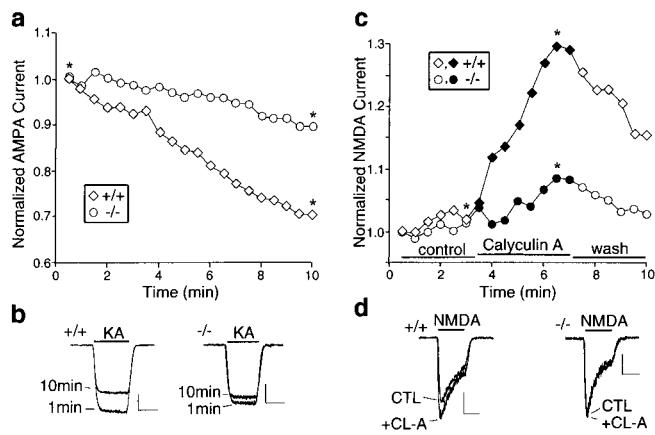 a
Normalized AMPA Current
1.1
1.0
0.9
0.8
0.7
0.6
*
*
*
+/+
-/-
0 2 4 6 8 10
Time (min)
b
+/+ KA
10min
1min
-/- KA
10min
1min
c
Normalized NMDA Current
1.3
1.2
1.1
1.0
*
*
*
, +/+
, -/-
control Calyculin A wash
0 2 4 6 8 10
Time (min)
d
+/+ NMDA
CTL
+CL-A
-/- NMDA
CTL
+CL-A